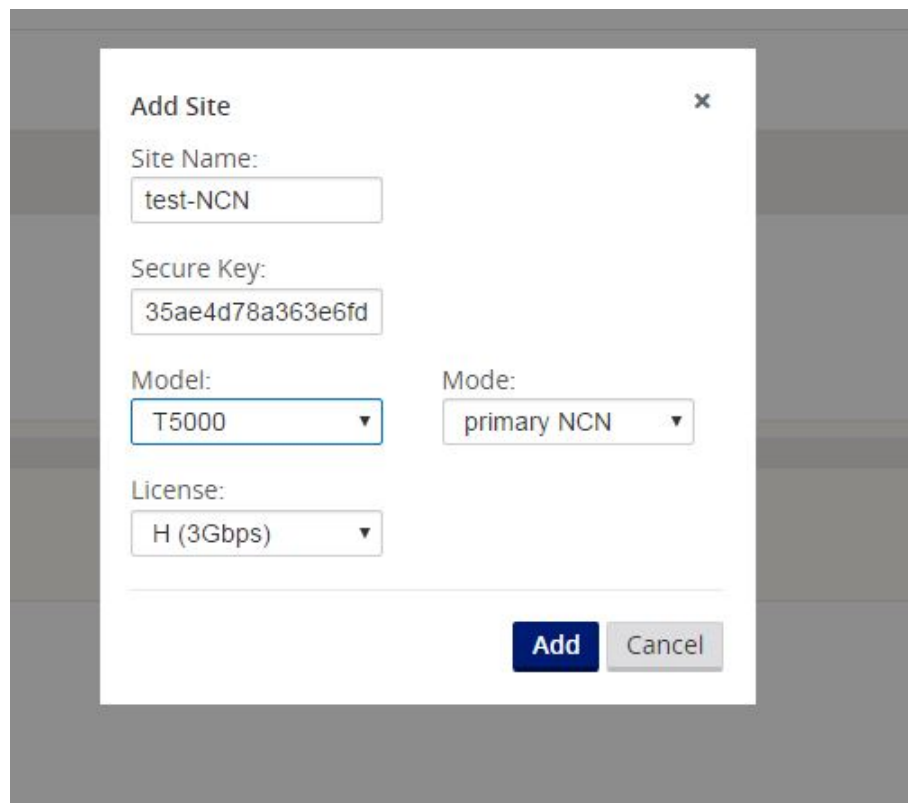 Add Site
Site Name:
test-NCN
Secure Key:
35ae4d78a363e6fd
Model: Mode:
T5000 primary NCN
License:
H (3Gbps)
Add Cancel